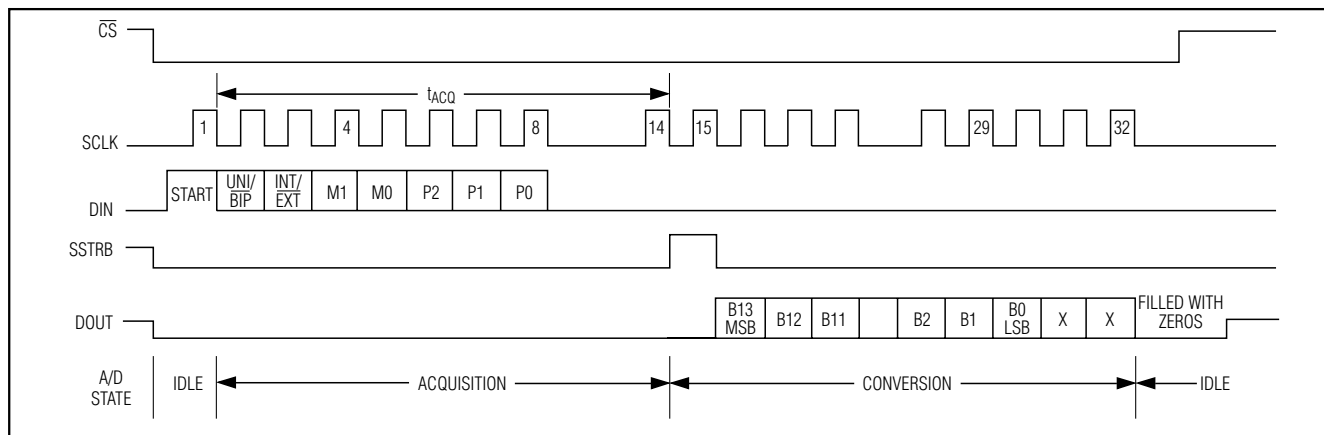 CS
tACQ
SCLK
1
4
8
14
15
29
32
DIN
START
UNI/
BIP
INT/
EXT
M1
M0
P2
P1
P0
SSTRB
DOUT
B13
MSB
B12
B11
B2
B1
B0
LSB
X
X
FILLED WITH
ZEROS
A/D
STATE
IDLE
ACQUISITION
CONVERSION
IDLE